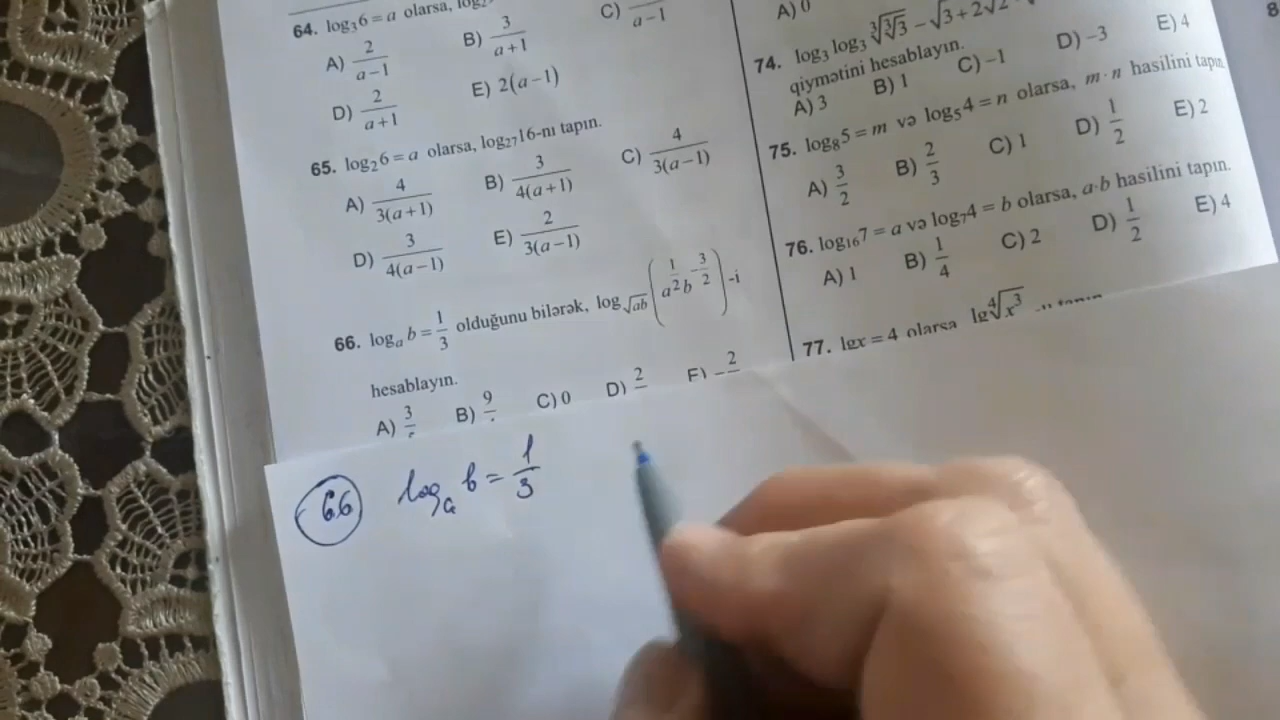 64. log₃6 = a olarsa,
A) 2/(a−1) B) 3/(a+1) C) a−1
D) 2/(a+1) E) 2(a−1)
65. log₂6 = a olarsa, log₂₇16-nı tapın.
A) 4/(3(a+1)) B) 3/(4(a+1)) C) 4/(3(a−1))
D) 3/(4(a−1)) E) 2/(3(a−1))
66. logₐb = 1/3 olduğunu bilərək, log_√ab (a^(1/2) b^(−3/2)) -i
hesablayın.
A) 3 B) 9 C) 0 D) 2 E) −2
66 logₐb = 1/3
A) 0
74. log₃ log₃ ∛∛3 − √3+2√2
qiymətini hesablayın.
A) 3 B) 1 C) −1 D) −3 E) 4
75. log₈5 = m və log₅4 = n olarsa, m·n hasilini tapın
A) 3/2 B) 2/3 C) 1 D) 1/2 E) 2
76. log₁₆7 = a və log₇4 = b olarsa, a·b hasilini tapın.
A) 1 B) 1/4 C) 2 D) 1/2 E) 4
77. lgx = 4 olarsa lg⁴√x³
8